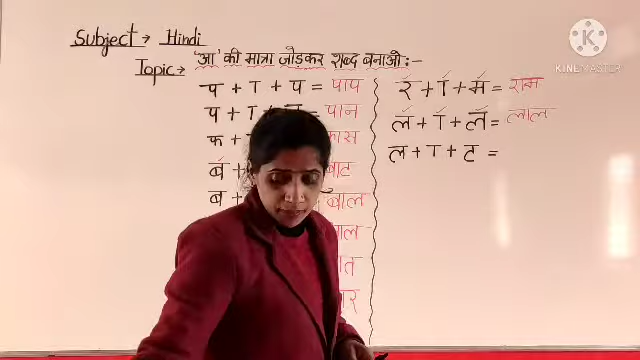 Subject → Hindi
Topic → 'आ' की मात्रा जोड़कर शब्द बनाओ :-
प + ा + प = पाप
प + ा + न = पान
फ +
ब + बाट
ब + बाल
र + ा + म = राम
ल + ा + ल = लाल
ल + ा + ट =
KINEMASTER